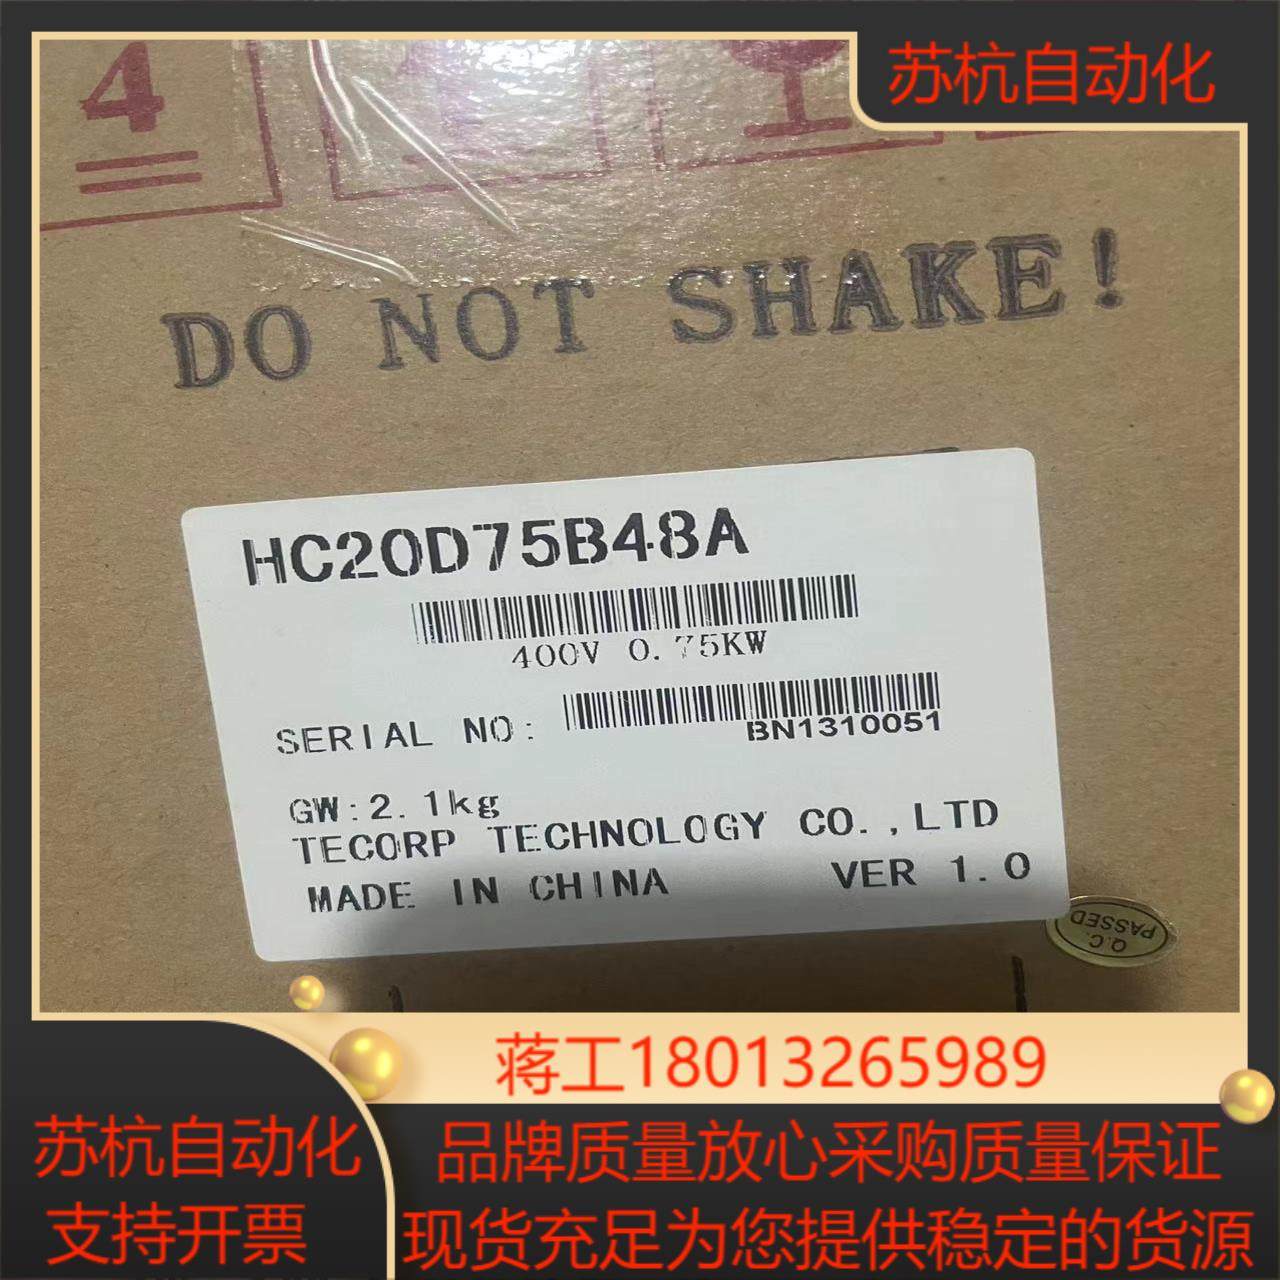 苏杭自动化
4
DO NOT SHAKE!
HC20D75B48A
400V 0.75KW
SERIAL NO:
BN1310051
GW:2.1kg
TECORP TECHNOLOGY CO.,LTD
MADE IN CHINA VER 1.0
Q.C.
PASSED
蒋工18013265989
苏杭自动化
支持开票
品牌质量放心采购质量保证
现货充足为您提供稳定的货源